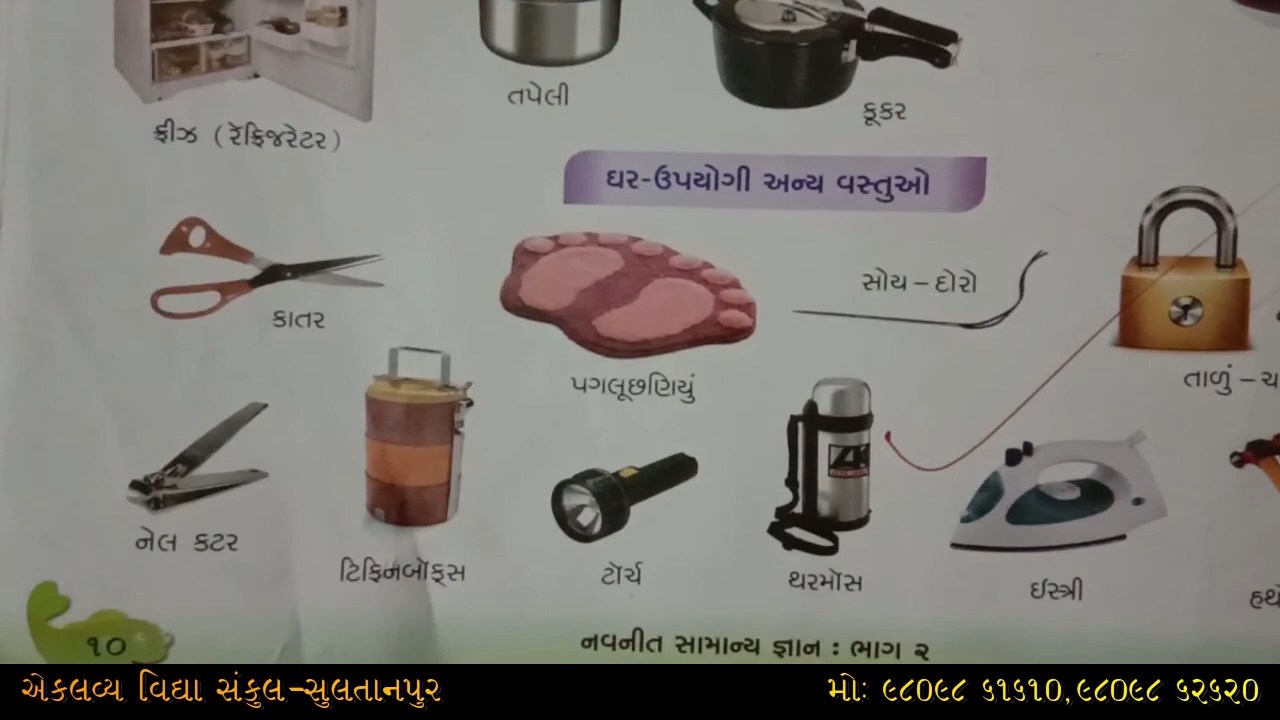 તપેલી
કૂકર
ફ્રીઝ (રેફ્રિજરેટર)
ઘર-ઉપયોગી અન્ય વસ્તુઓ
સોય – દોરો
કાતર
પગલૂછણિયું
તાળું –
નેલ કટર
ટિફિનબૉક્સ
ટૉર્ચ
થરમૉસ
ઇસ્ત્રી
૧૦
નવનીત સામાન્ય જ્ઞાન : ભાગ ૨
એકલવ્ય વિદ્યા સંકુલ-સુલતાનપુર
મોઃ ૯૮૦૯૮ ૬૧૬૧૦,૯૮૦૯૮ ૬૨૬૨૦